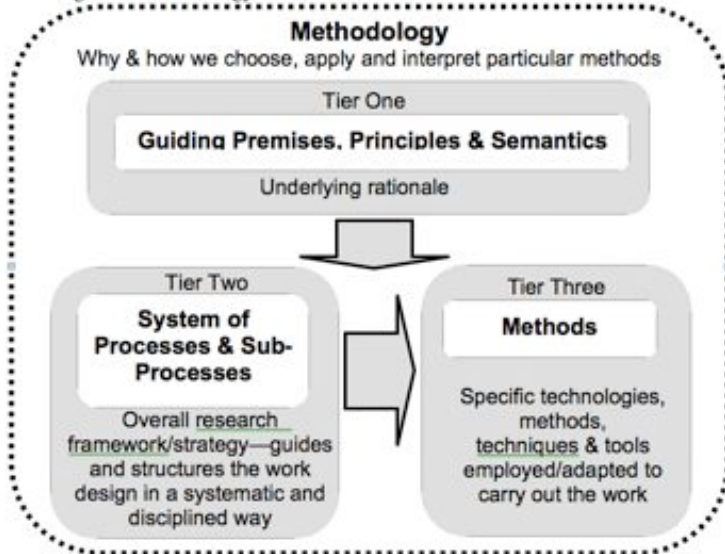 Methodology
Why & how we choose, apply and interpret particular methods
Tier One
Guiding Premises, Principles & Semantics
Underlying rationale
Tier Two
System of
Processes & Sub-
Processes
Overall research
framework/strategy—guides
and structures the work
design in a systematic and
disciplined way
Tier Three
Methods
Specific technologies,
methods,
techniques & tools
employed/adapted to
carry out the work